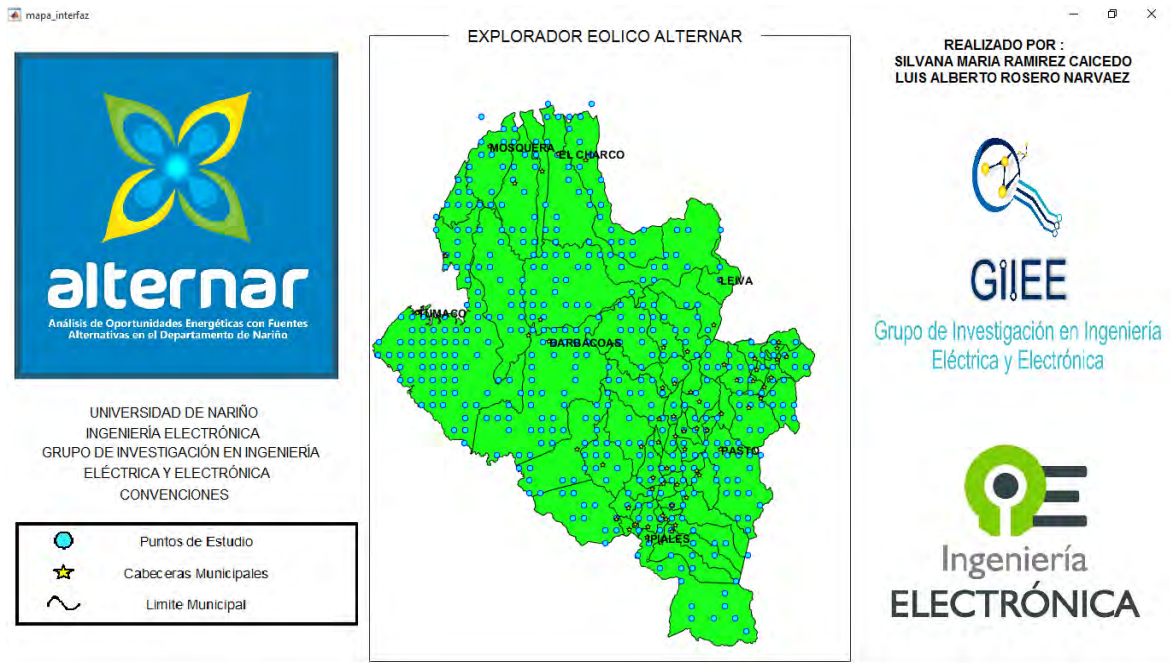 mapa_interfaz
alternar
Análisis de Oportunidades Energéticas con Fuentes
Alternativas en el Departamento de Nariño
UNIVERSIDAD DE NARIÑO
INGENIERÍA ELECTRÓNICA
GRUPO DE INVESTIGACIÓN EN INGENIERÍA
ELÉCTRICA Y ELECTRÓNICA
CONVENCIONES
Puntos de Estudio
Cabeceras Municipales
Limite Municipal
EXPLORADOR EOLICO ALTERNAR
MOSQUERA
EL CHARCO
LEIVA
TUMACO
BARBACOAS
PASTO
IPIALES
REALIZADO POR :
SILVANA MARIA RAMIREZ CAICEDO
LUIS ALBERTO ROSERO NARVAEZ
GIIEE
Grupo de Investigación en Ingeniería
Eléctrica y Electrónica
Ingeniería
ELECTRÓNICA